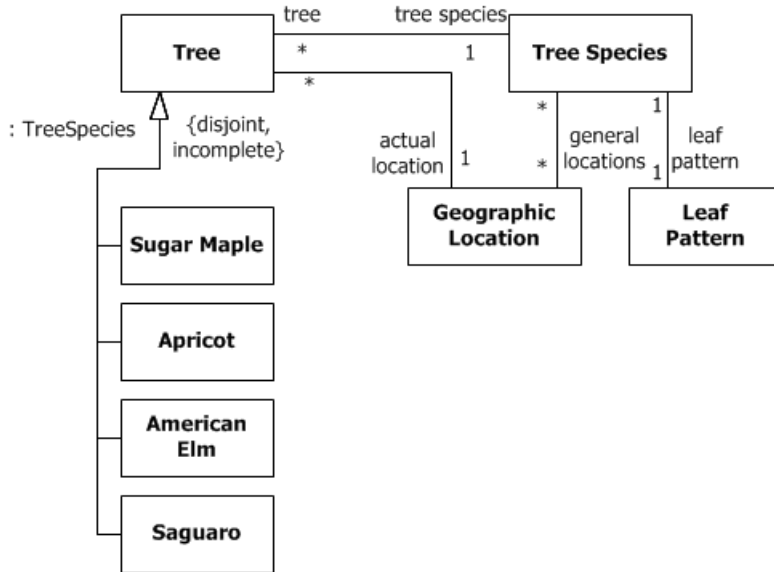 tree
tree species
Tree
*
1
Tree Species
*
: TreeSpecies
{disjoint,
incomplete}
*
1
actual
location
1
general
locations
*
leaf
pattern
1
Geographic
Location
Leaf
Pattern
Sugar Maple
Apricot
American
Elm
Saguaro